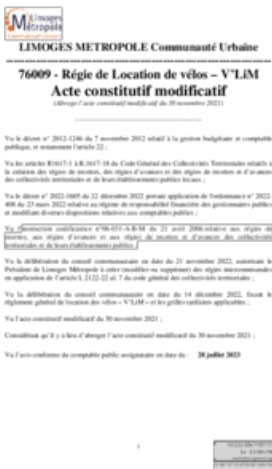 Limoges
Métropole
LIMOGES METROPOLE Communauté Urbaine
76009 - Régie de Location de vélos – V'LiM
Acte constitutif modificatif
(Abroge l'acte constitutif modificatif du 30 novembre 2021)
Vu le décret n° 2012-1246 du 7 novembre 2012 relatif à la gestion budgétaire et comptable
publique, et notamment l'article 22 ;
Vu les articles R1617-1 à R.1617-18 du Code Général des Collectivités Territoriales relatifs à
la création des régies de recettes, des régies d'avances et des régies de recettes et d'avances
des collectivités territoriales et de leurs établissements publics locaux ;
Vu le décret n° 2022-1605 du 22 décembre 2022 portant application de l'ordonnance n° 2022-
408 du 23 mars 2022 relative au régime de responsabilité financière des gestionnaires publics
et modifiant diverses dispositions relatives aux comptables publics ;
Vu l'instruction codificatrice n°06-031-A-B-M du 21 avril 2006 relative aux régies de
recettes, aux régies d'avances et aux régies de recettes et d'avances des collectivités
territoriales et de leurs établissements publics ;
Vu la délibération du conseil communautaire en date du 21 novembre 2022, autorisant le
Président de Limoges Métropole à créer (modifier ou supprimer) des régies intercommunales
en application de l'article L 2122-22 al. 7 du code général des collectivités territoriales ;
Vu la délibération du conseil communautaire en date du 14 décembre 2022, fixant le
règlement général de location des vélos « V'LiM » et les grilles tarifaires applicables ;
Vu l'acte constitutif modificatif du 30 novembre 2021 ;
Considérant qu'il y a lieu d'abroger l'acte constitutif modificatif du 30 novembre 2021 ;
Vu l'avis conforme du comptable public assignataire en date du : 20 juillet 2023